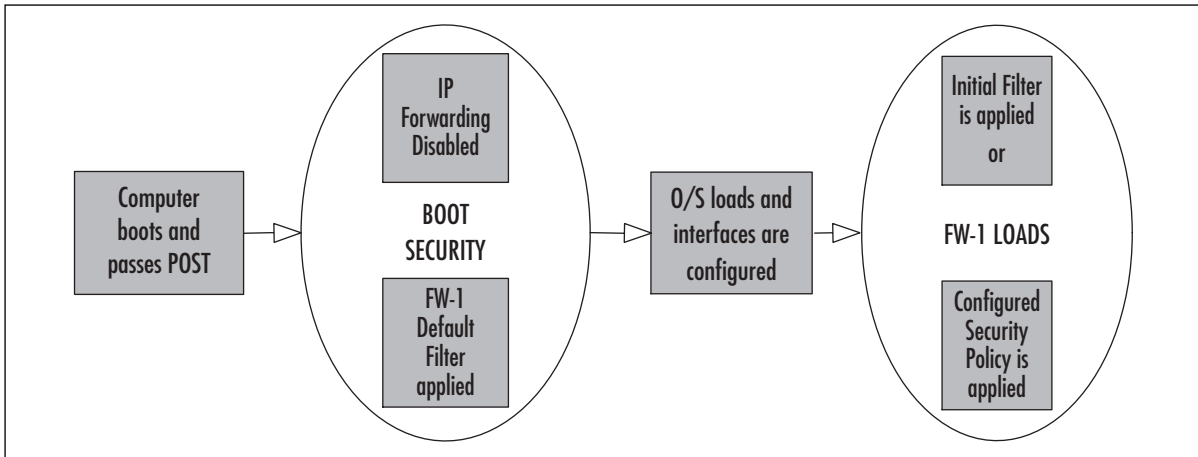 Computer
boots and
passes POST
IP
Forwarding
Disabled
BOOT
SECURITY
FW-1
Default
Filter
applied
O/S loads and
interfaces are
configured
Initial Filter
is applied
or
FW-1 LOADS
Configured
Security
Policy is
applied